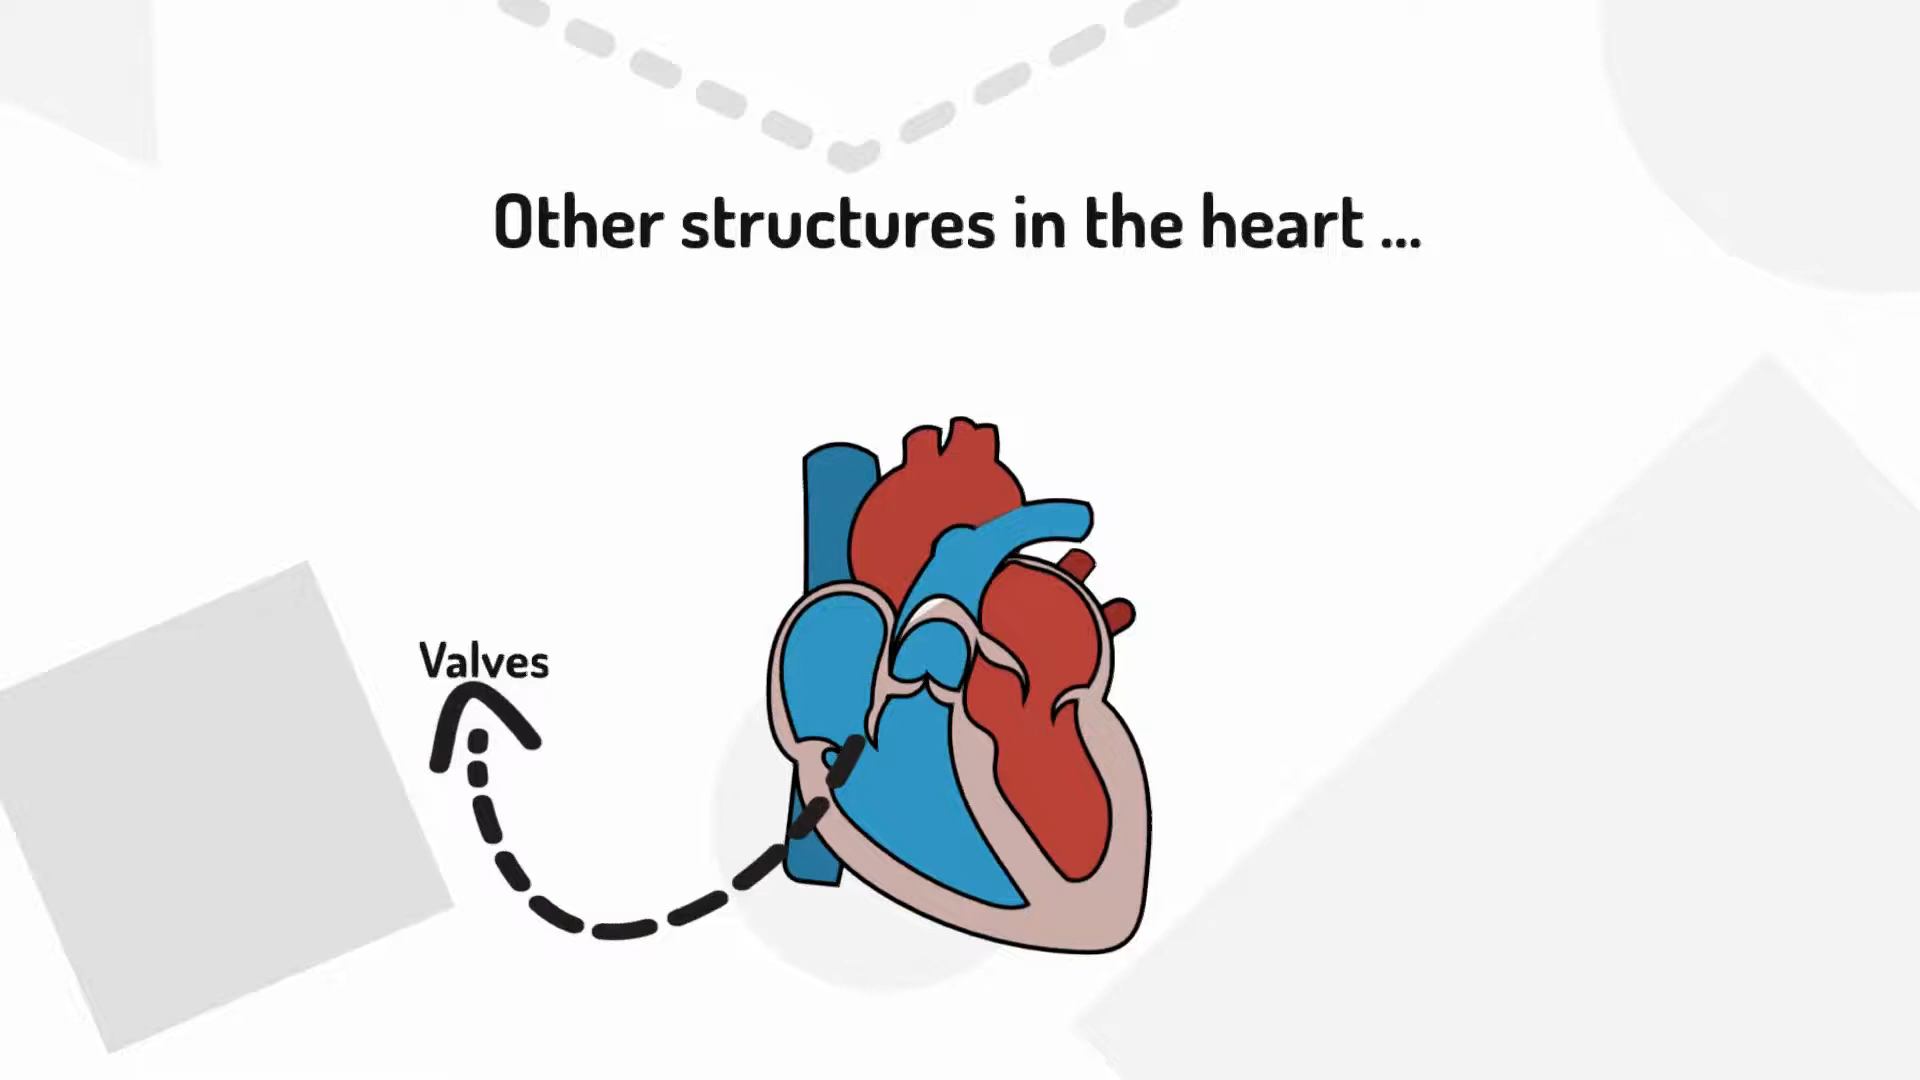 Other structures in the heart ...
Valves